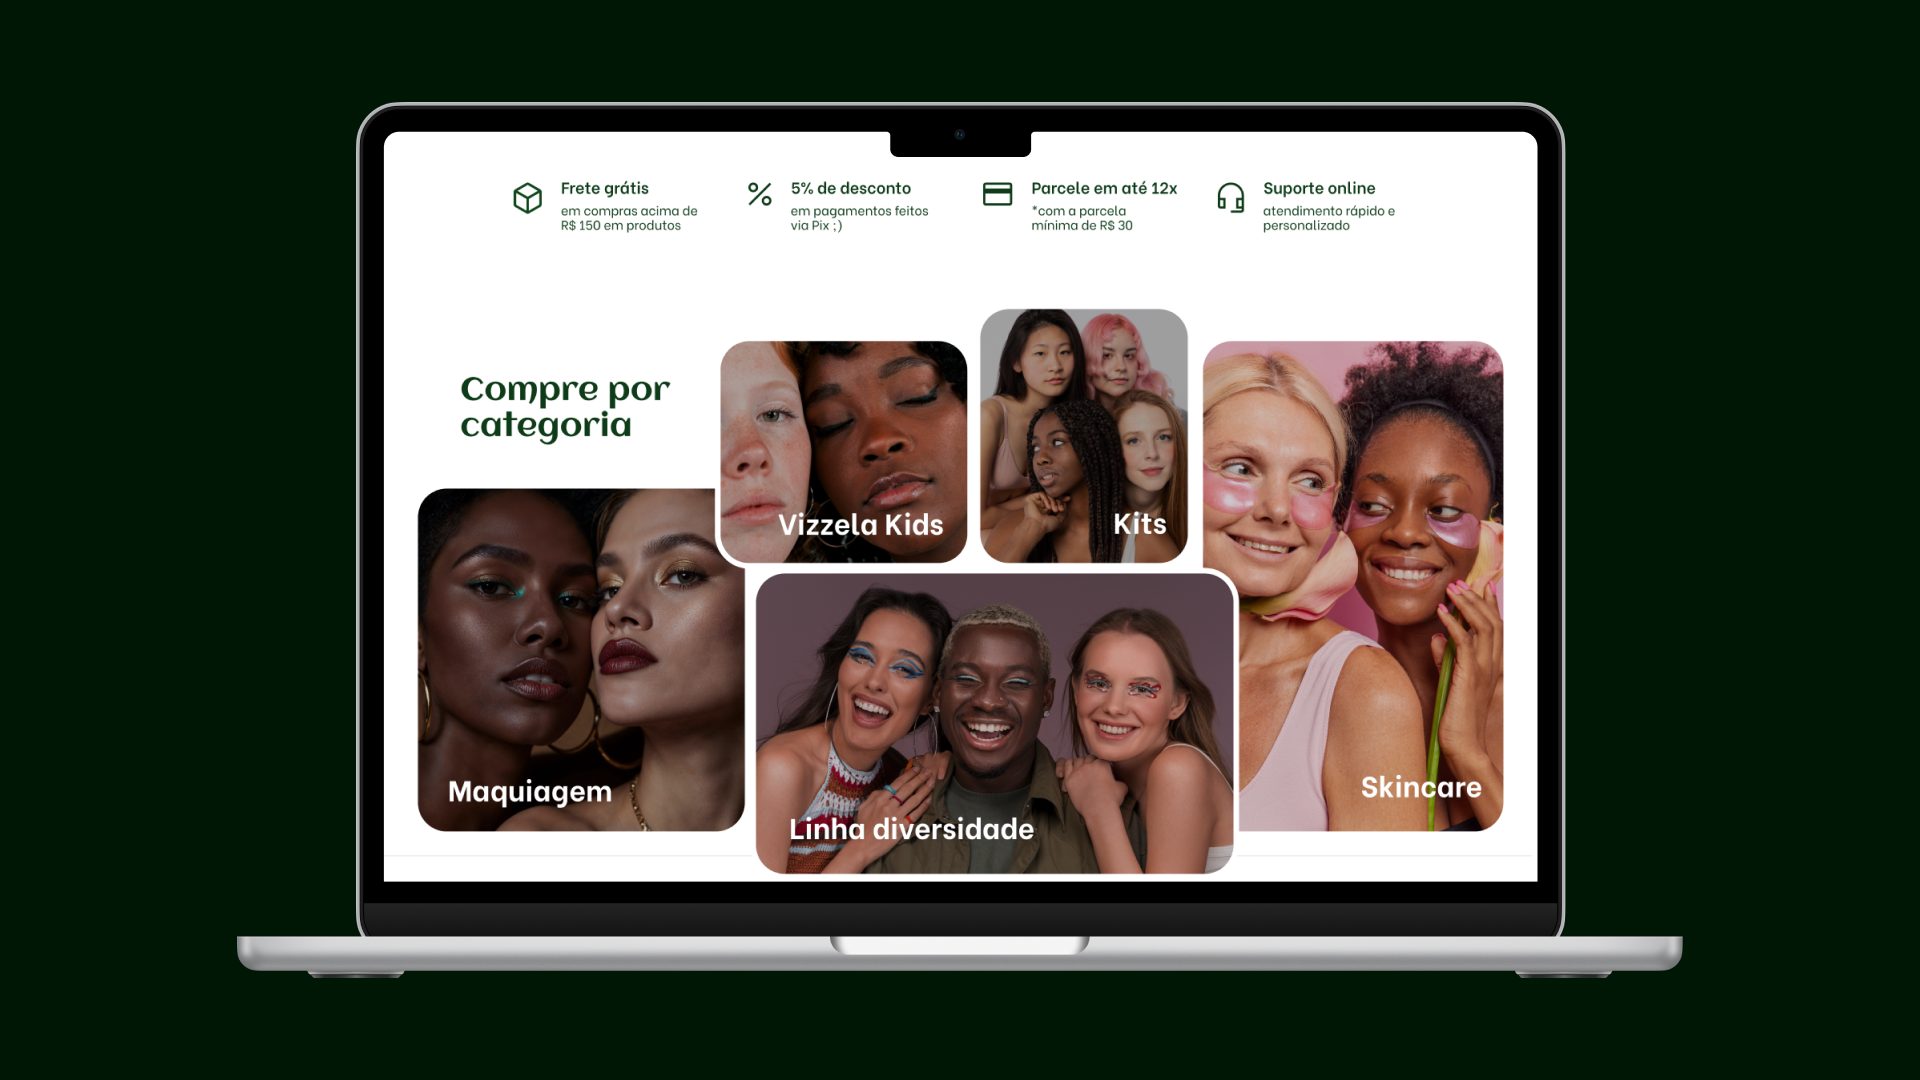 Frete grátis
em compras acima de
R$ 150 em produtos
5% de desconto
em pagamentos feitos
via Pix ;)
Parcele em até 12x
*com a parcela
mínima de R$ 30
Suporte online
atendimento rápido e
personalizado
Compre por
categoria
Vizzela Kids
Kits
Skincare
Maquiagem
Linha diversidade